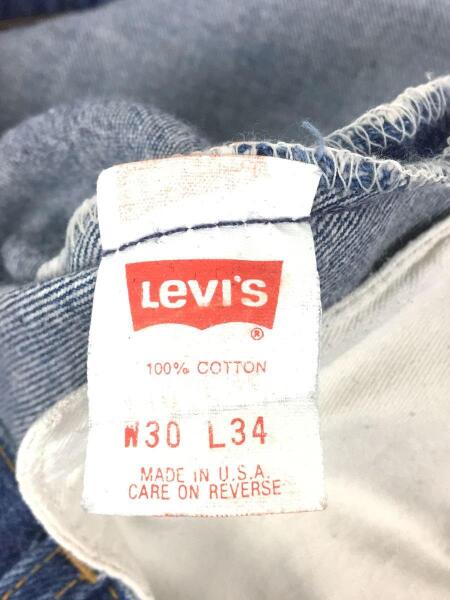 Levi's
®
100% COTTON
W30 L34
MADE IN U.S.A.
CARE ON REVERSE